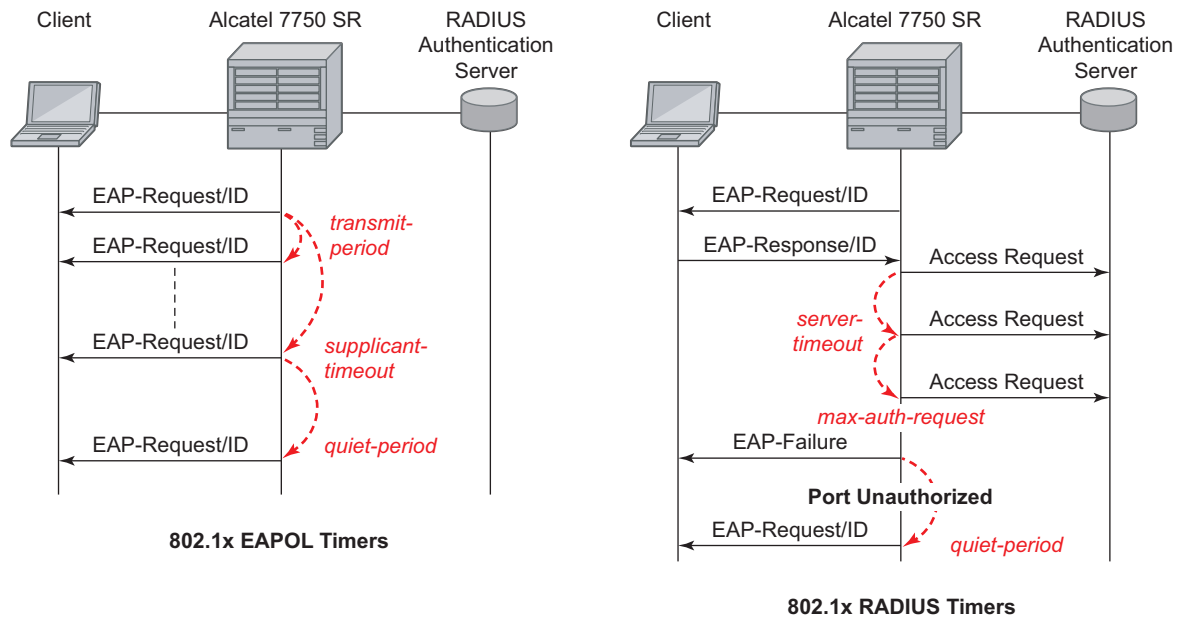 Client
Alcatel 7750 SR
RADIUS
Authentication
Server
EAP-Request/ID
transmit-
period
EAP-Request/ID
EAP-Request/ID
supplicant-
timeout
EAP-Request/ID
quiet-period
802.1x EAPOL Timers
Client
Alcatel 7750 SR
RADIUS
Authentication
Server
EAP-Request/ID
EAP-Response/ID
Access Request
server-
timeout
Access Request
Access Request
max-auth-request
EAP-Failure
Port Unauthorized
EAP-Request/ID
quiet-period
802.1x RADIUS Timers